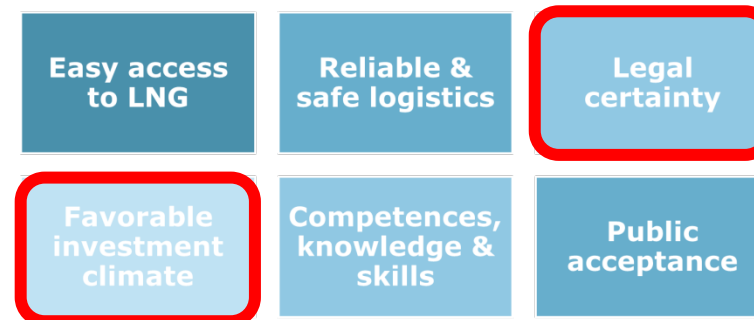 Easy access
to LNG
Reliable &
safe logistics
Legal
certainty
Favorable
investment
climate
Competences,
knowledge &
skills
Public
acceptance